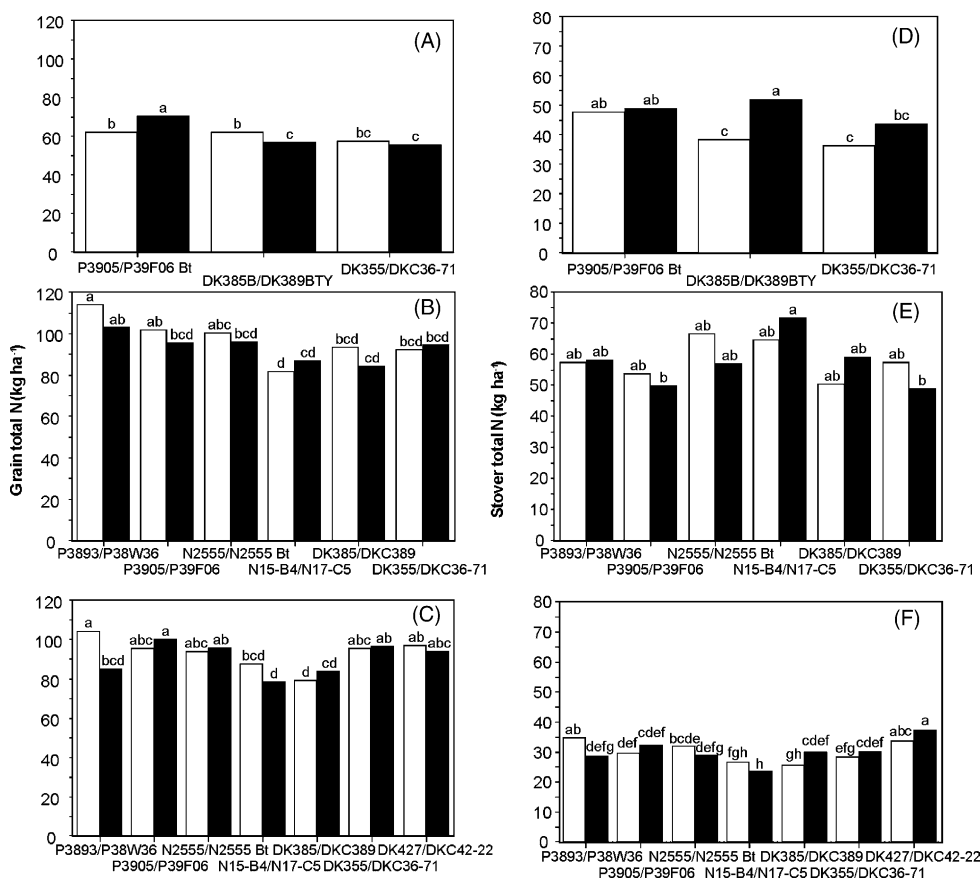 (A)
120
100
80
60
40
20
0
b
a
b
c
bc
c
P3905/P39F06 Bt
DK385B/DK389BTY
DK355/DKC36-71
(D)
80
70
60
50
40
30
20
10
0
ab
ab
c
a
c
bc
P3905/P39F06 Bt
DK385B/DK389BTY
DK355/DKC36-71
Grain total N (kg ha⁻¹)
(B)
120
100
80
60
40
20
0
a
ab
ab
bcd
abc
bcd
d
cd
bcd
cd
bcd
bcd
P3893/P38W36
N2555/N2555 Bt
DK385/DKC389
P3905/P39F06
N15-B4/N17-C5
DK355/DKC36-71
Stover total N (kg ha⁻¹)
(E)
80
70
60
50
40
30
20
10
0
ab
ab
ab
b
ab
ab
ab
a
ab
ab
ab
b
P3893/P38W36
N2555/N2555 Bt
DK385/DKC389
P3905/P39F06
N15-B4/N17-C5
DK355/DKC36-71
(C)
120
100
80
60
40
20
0
a
bcd
abc
a
abc
ab
bcd
d
d
cd
abc
ab
ab
abc
P3893/P38W36
N2555/N2555 Bt
DK385/DKC389
DK427/DKC42-22
P3905/P39F06
N15-B4/N17-C5
DK355/DKC36-71
(F)
80
70
60
50
40
30
20
10
0
ab
defg
def
cdef
bcde
defg
fgh
h
gh
cdef
efg
cdef
abc
a
P3893/P38W36
N2555/N2555 Bt
DK385/DKC389
DK427/DKC42-22
P3905/P39F06
N15-B4/N17-C5
DK355/DKC36-71